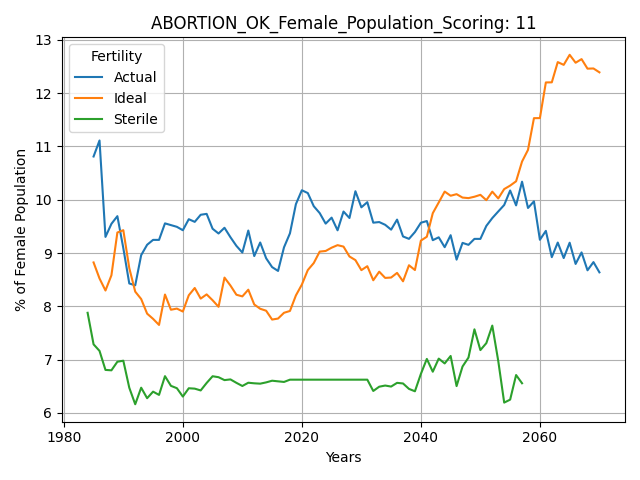 ABORTION_OK_Female_Population_Scoring: 11
% of Female Population
13
12
11
10
9
8
7
6
Fertility
Actual
Ideal
Sterile
1980
2000
2020
2040
2060
Years